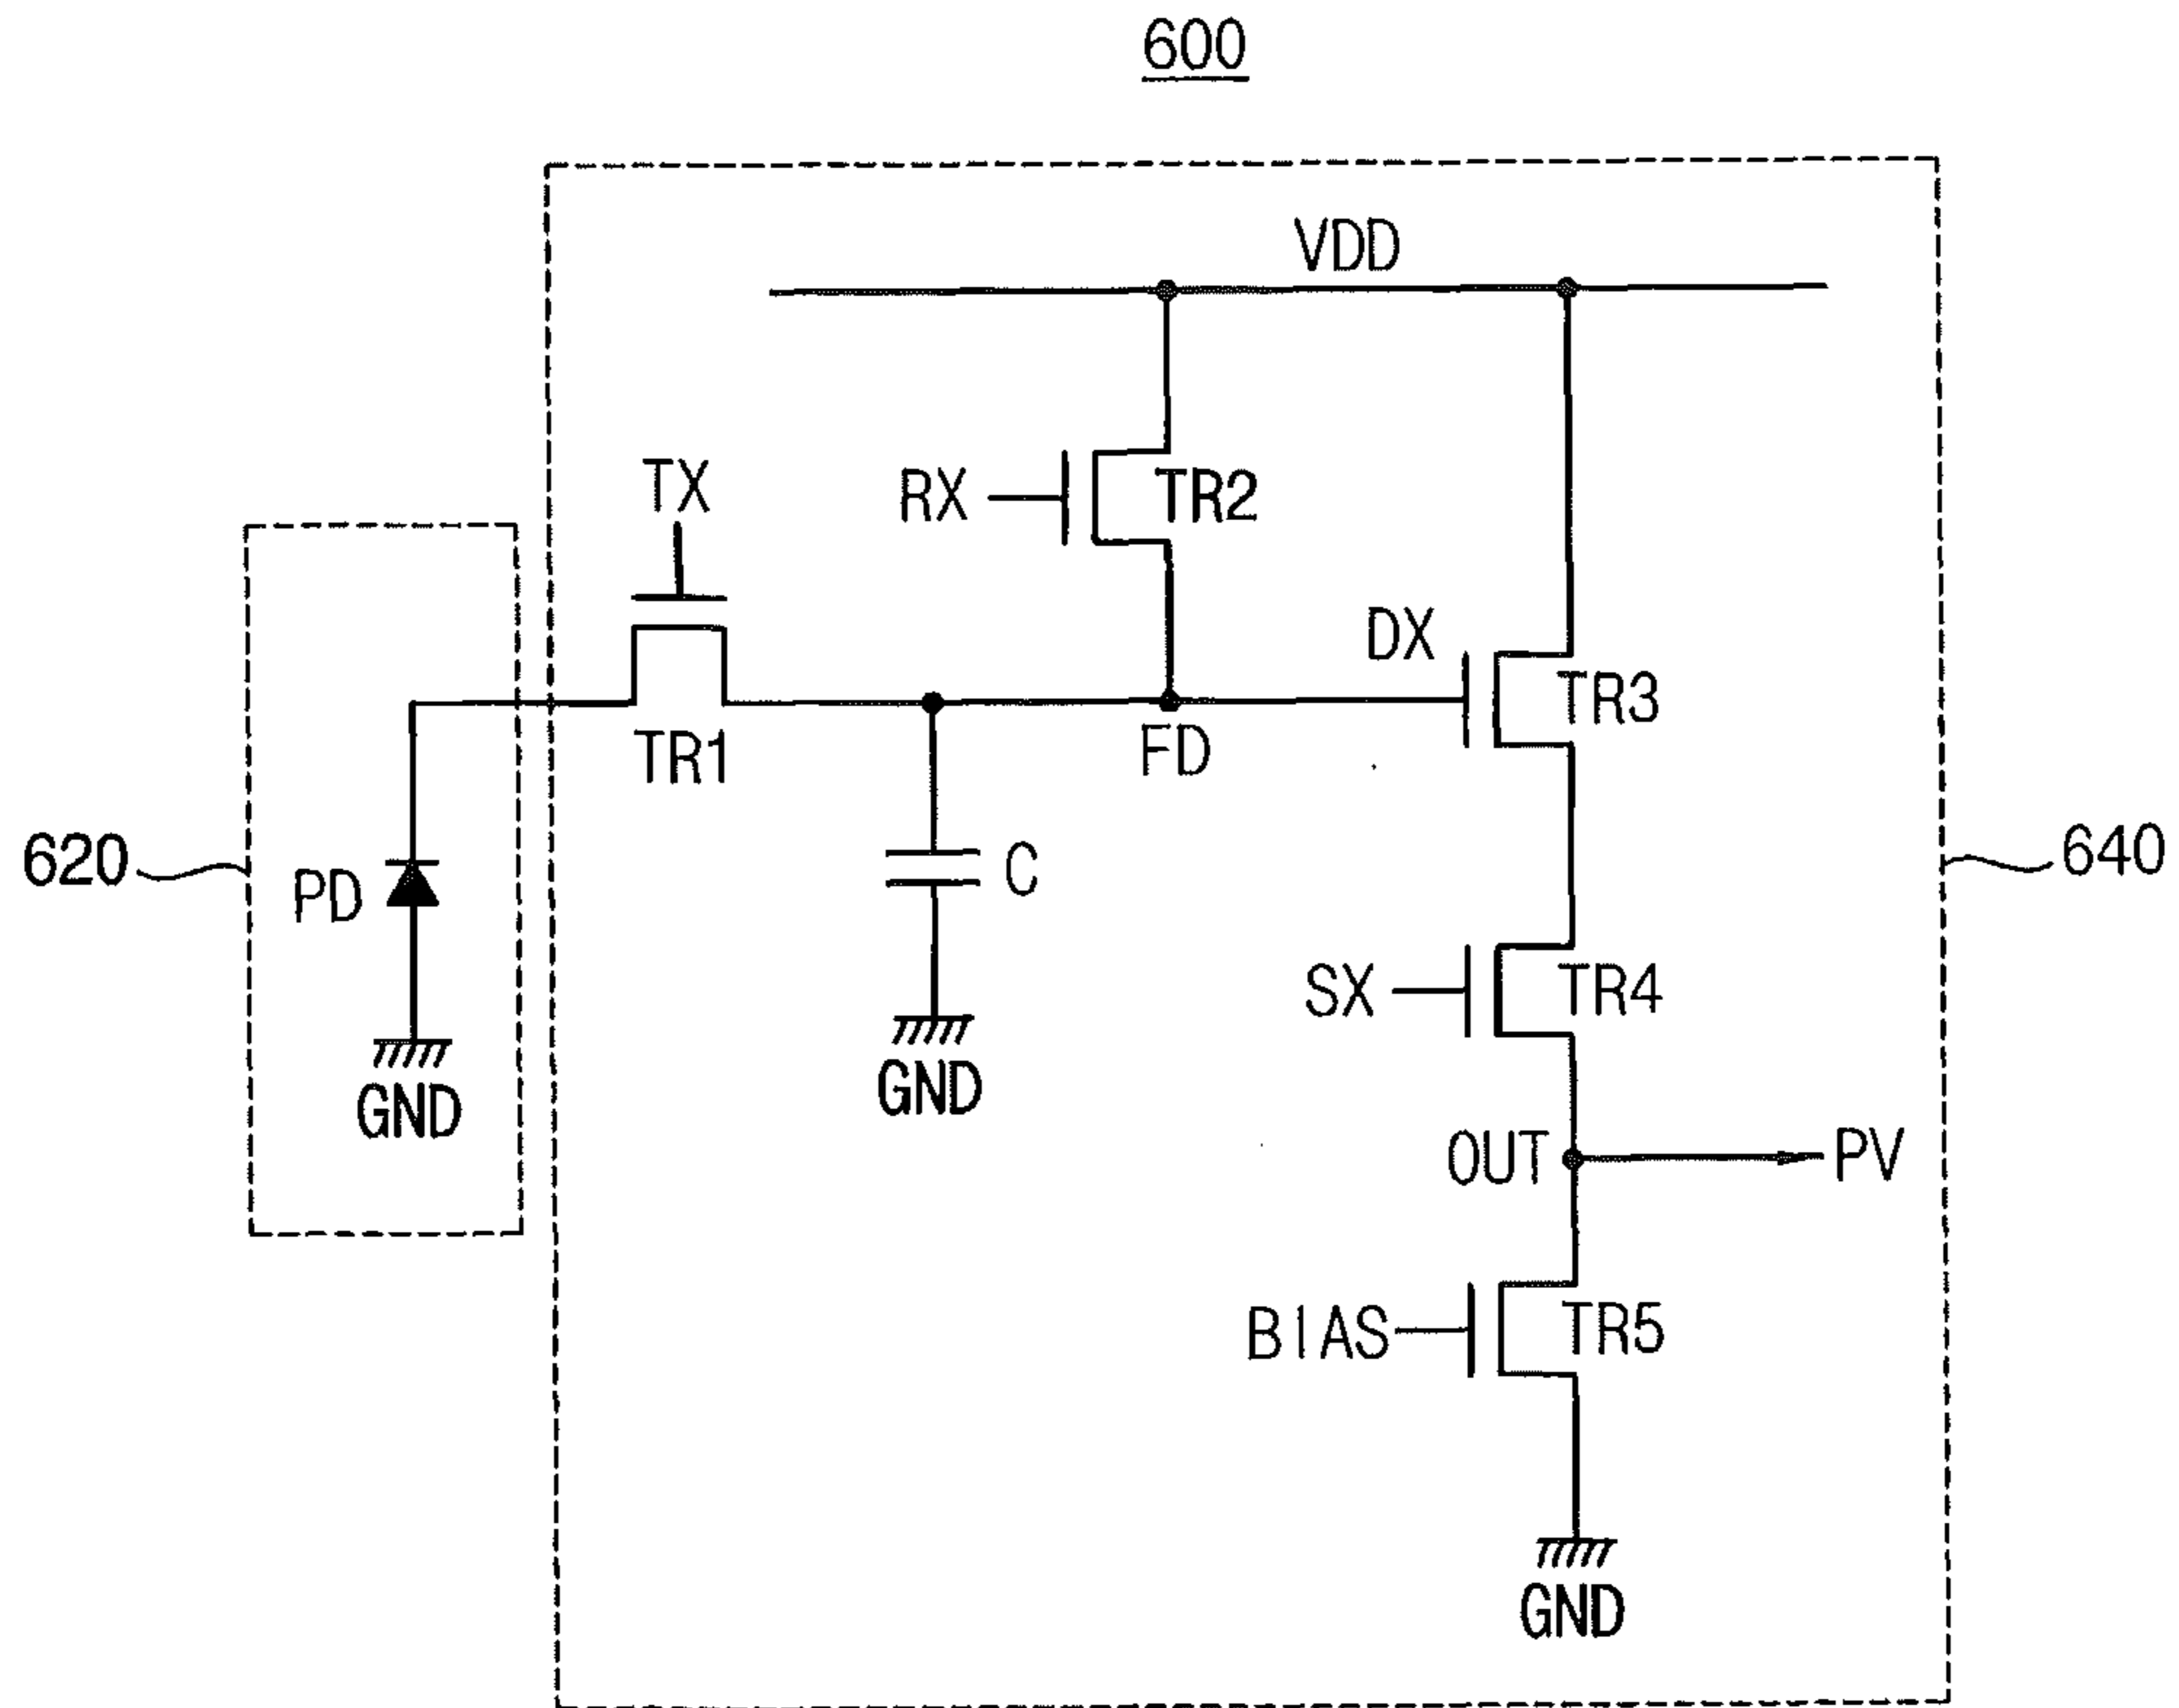 600
VDD
TX
RX
TR2
DX
TR3
TR1
FD
620
PD
C
640
SX
TR4
GND
GND
OUT
PV
BIAS
TR5
GND